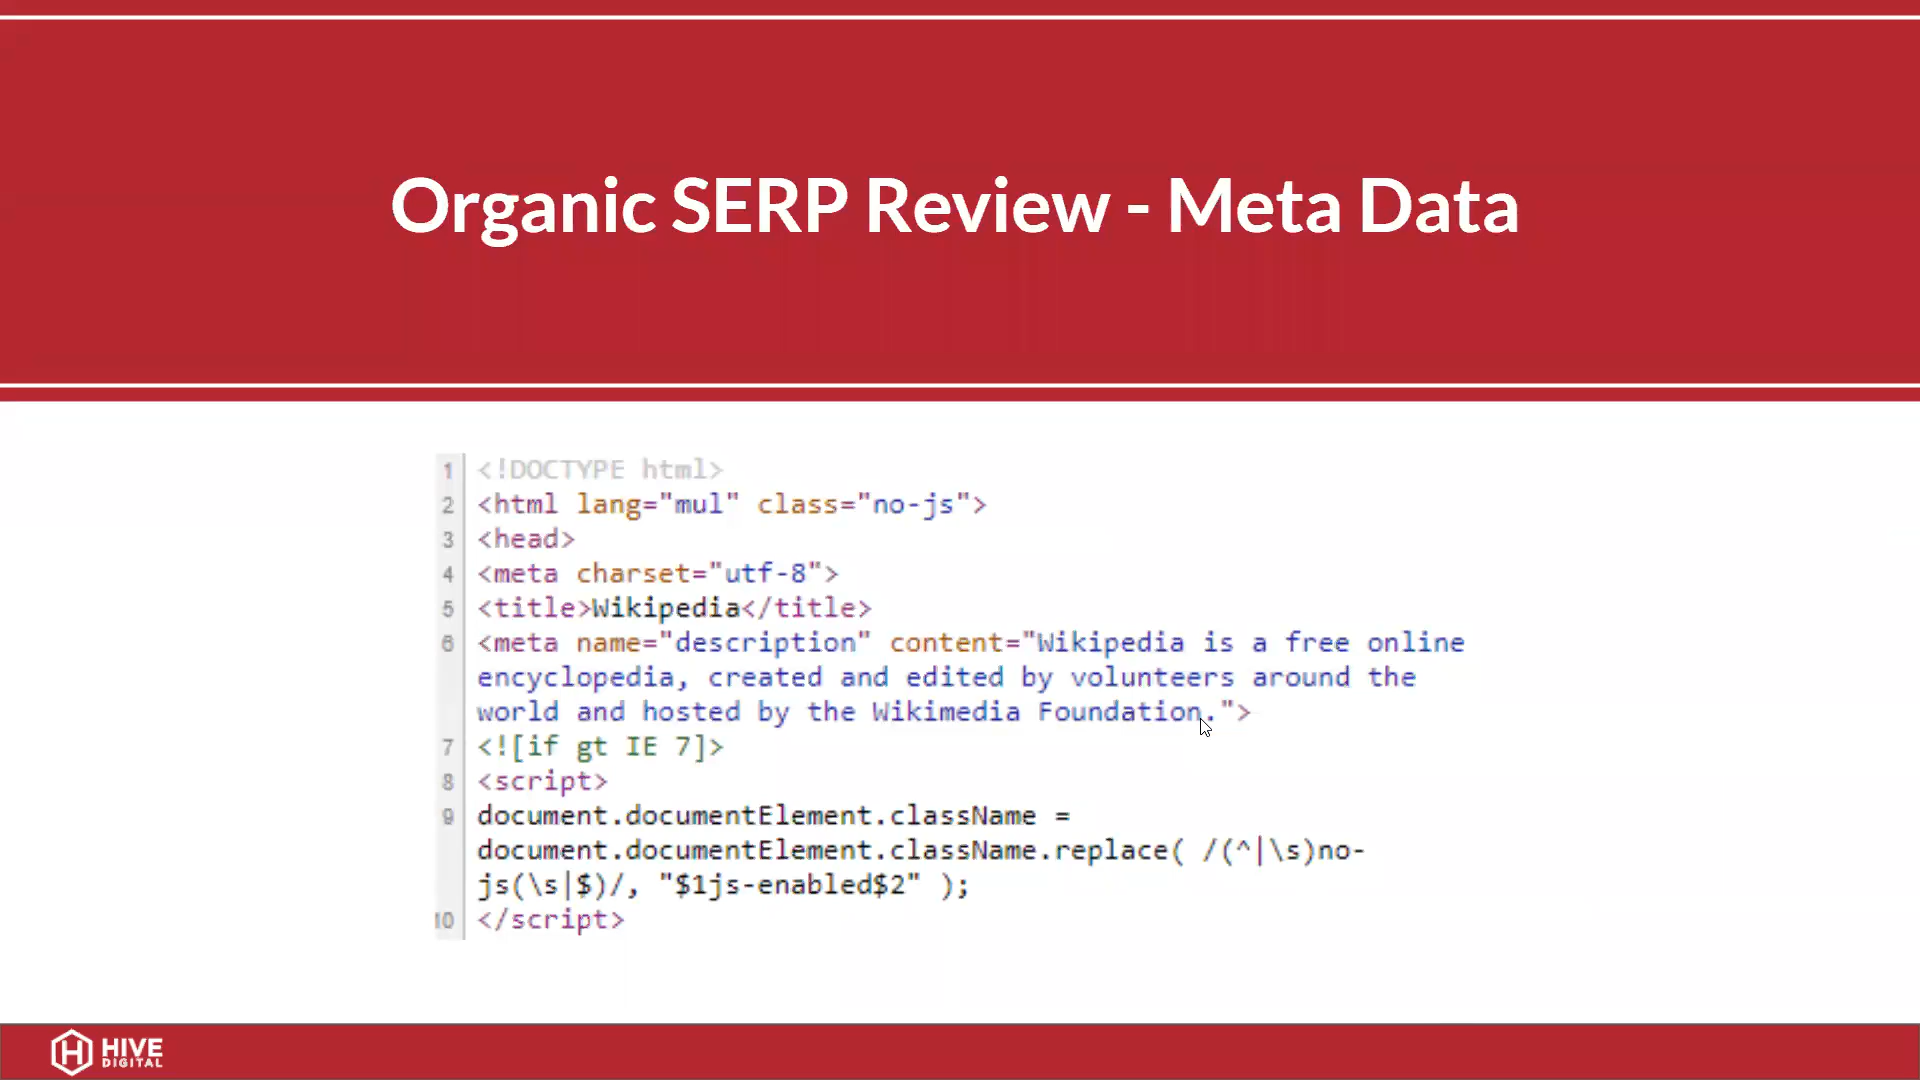 Organic SERP Review - Meta Data
1 <!DOCTYPE html>
2 <html lang="mul" class="no-js">
3 <head>
4 <meta charset="utf-8">
5 <title>Wikipedia</title>
6 <meta name="description" content="Wikipedia is a free online
encyclopedia, created and edited by volunteers around the
world and hosted by the Wikimedia Foundation.">
7 <![if gt IE 7]>
8 <script>
9 document.documentElement.className =
document.documentElement.className.replace( /(^|\s)no-
js(\s|$)/, "$1js-enabled$2" );
10 </script>
HIVE
DIGITAL